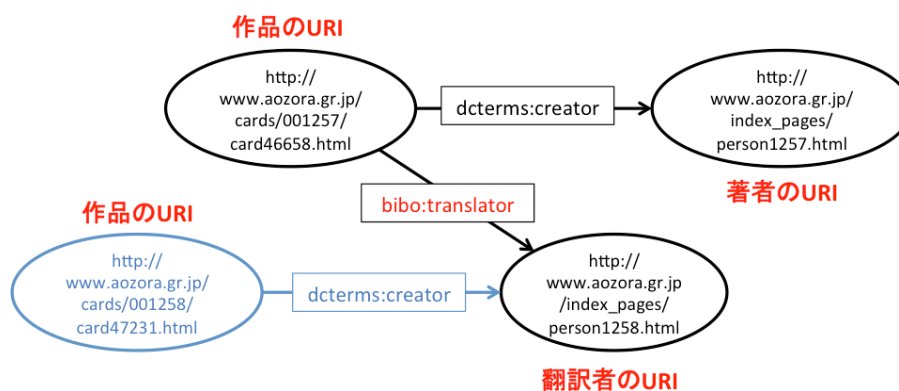 作品のURI
http://
www.aozora.gr.jp/
cards/001257/
card46658.html
dcterms:creator
http://
www.aozora.gr.jp/
index_pages/
person1257.html
著者のURI
bibo:translator
作品のURI
http://
www.aozora.gr.jp/
cards/001258/
card47231.html
dcterms:creator
http://
www.aozora.gr.jp
/index_pages/
person1258.html
翻訳者のURI